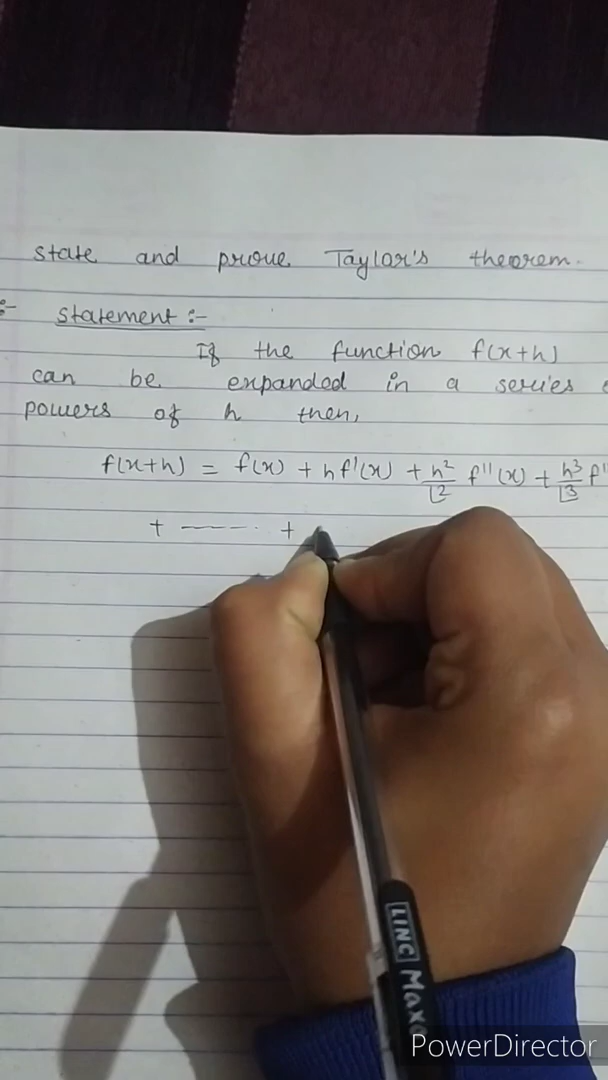 State and prove Taylor's theorem.
:- Statement :-
If the function f(x+h)
can be expanded in a series
powers of h then,
f(x+h) = f(x) + hf'(x) + h²/⌊2 f''(x) + h³/⌊3 f'
+ ------ +
LINC Max
PowerDirector